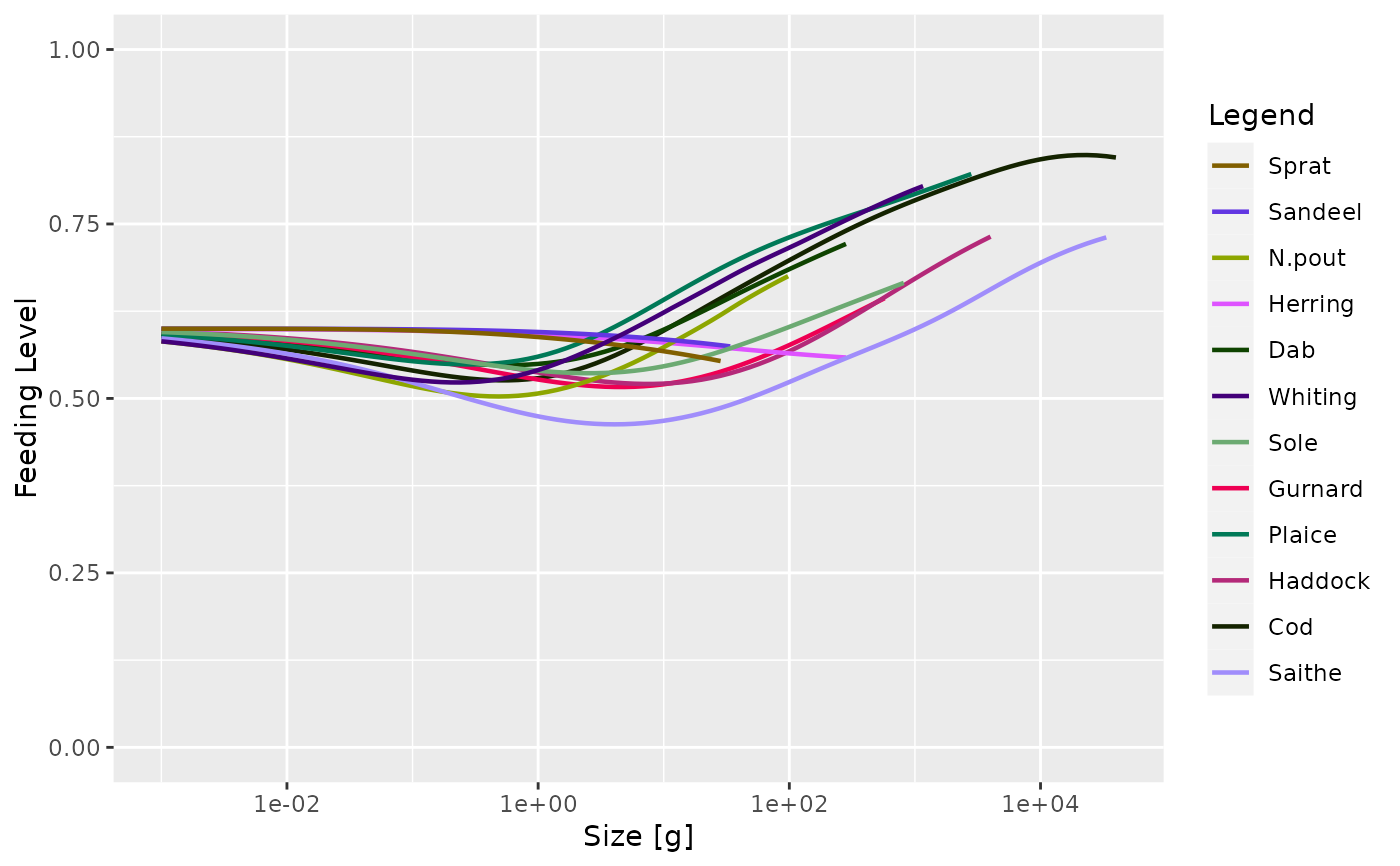 1.00
0.75
0.50
0.25
0.00
Feeding Level
1e-02
1e+00
1e+02
1e+04
Size [g]
Legend
Sprat
Sandeel
N.pout
Herring
Dab
Whiting
Sole
Gurnard
Plaice
Haddock
Cod
Saithe